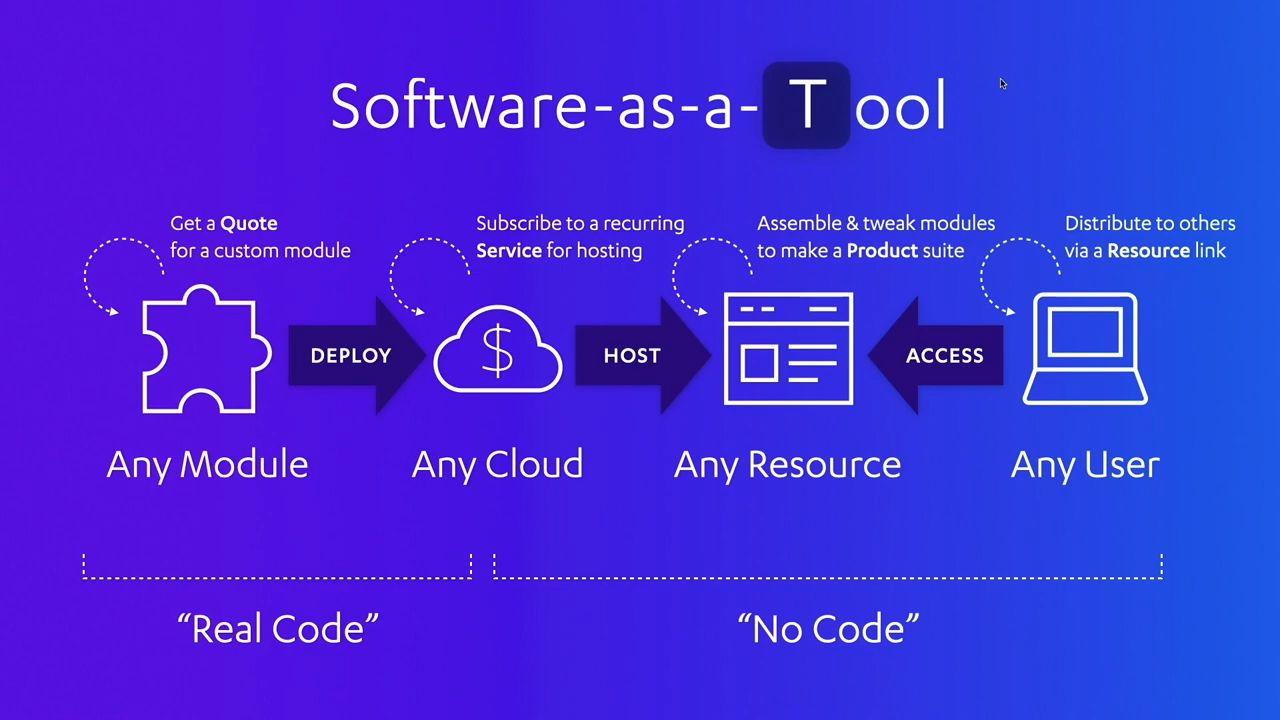 Software-as-a-Tool
Get a Quote
for a custom module
Subscribe to a recurring
Service for hosting
Assemble & tweak modules
to make a Product suite
Distribute to others
via a Resource link
DEPLOY
$
HOST
ACCESS
Any Module
Any Cloud
Any Resource
Any User
“Real Code”
“No Code”